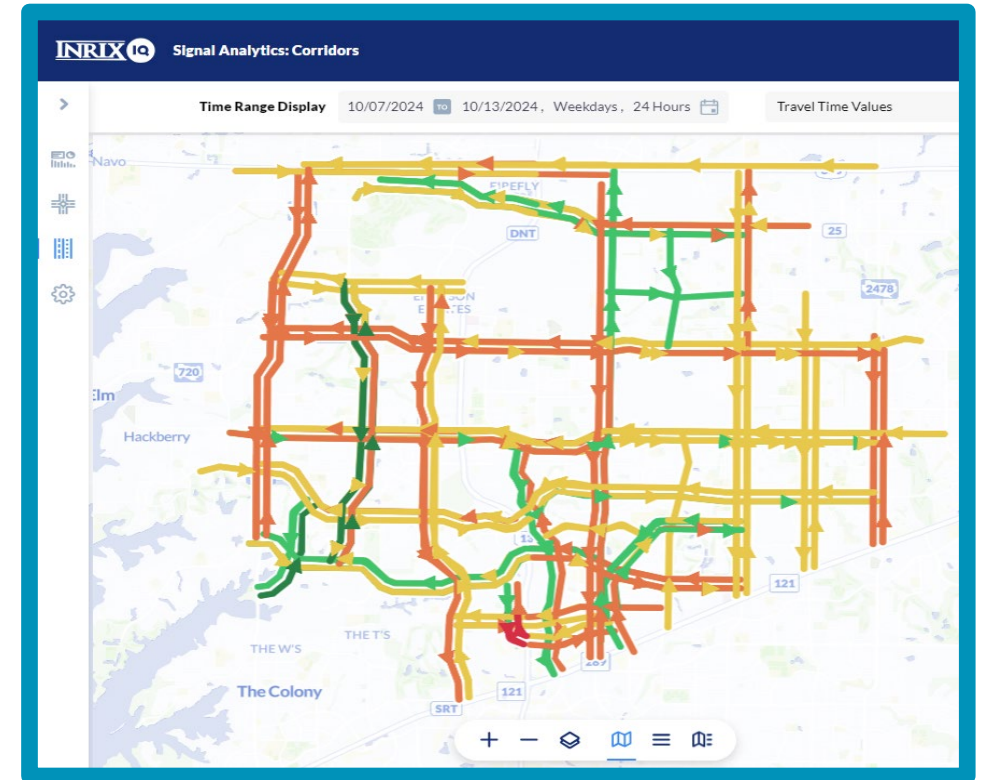 INRIX IQ Signal Analytics: Corridors
Time Range Display 10/07/2024 TO 10/13/2024, Weekdays, 24 Hours Travel Time Values
Navo
FIREFLY
DNT
25
2478
720
Elm
Hackberry
121
THE T'S
THE W'S
The Colony
121
SRT